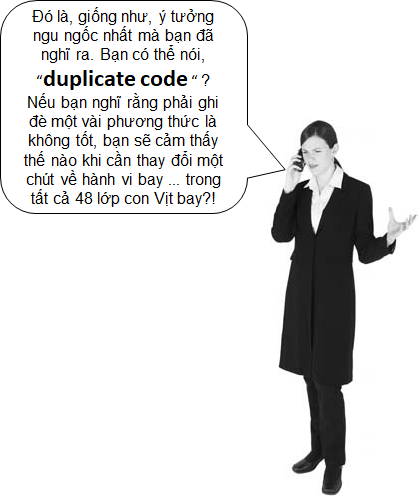 Đó là, giống như, ý tưởng
ngu ngốc nhất mà bạn đã
nghĩ ra. Bạn có thể nói,
“duplicate code “ ?
Nếu bạn nghĩ rằng phải ghi
đè một vài phương thức là
không tốt, bạn sẽ cảm thấy
thế nào khi cần thay đổi một
chút về hành vi bay ... trong
tất cả 48 lớp con Vịt bay?!